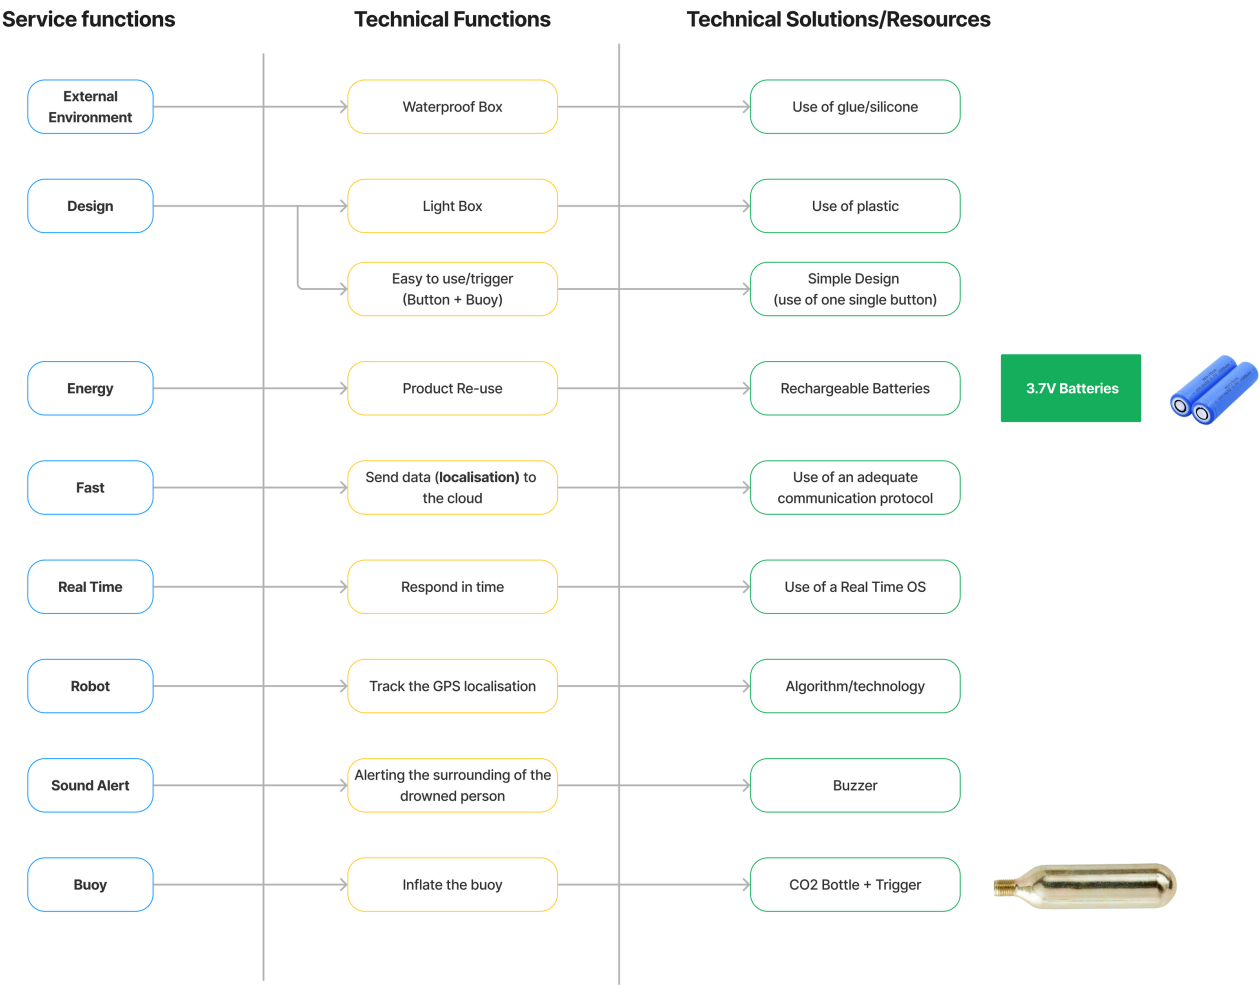 Service functions
Technical Functions
Technical Solutions/Resources
External
Environment
Waterproof Box
Use of glue/silicone
Design
Light Box
Use of plastic
Easy to use/trigger
(Button + Buoy)
Simple Design
(use of one single button)
Energy
Product Re-use
Rechargeable Batteries
3.7V Batteries
Fast
Send data (localisation) to
the cloud
Use of an adequate
communication protocol
Real Time
Respond in time
Use of a Real Time OS
Robot
Track the GPS localisation
Algorithm/technology
Sound Alert
Alerting the surrounding of the
drowned person
Buzzer
Buoy
Inflate the buoy
CO2 Bottle + Trigger